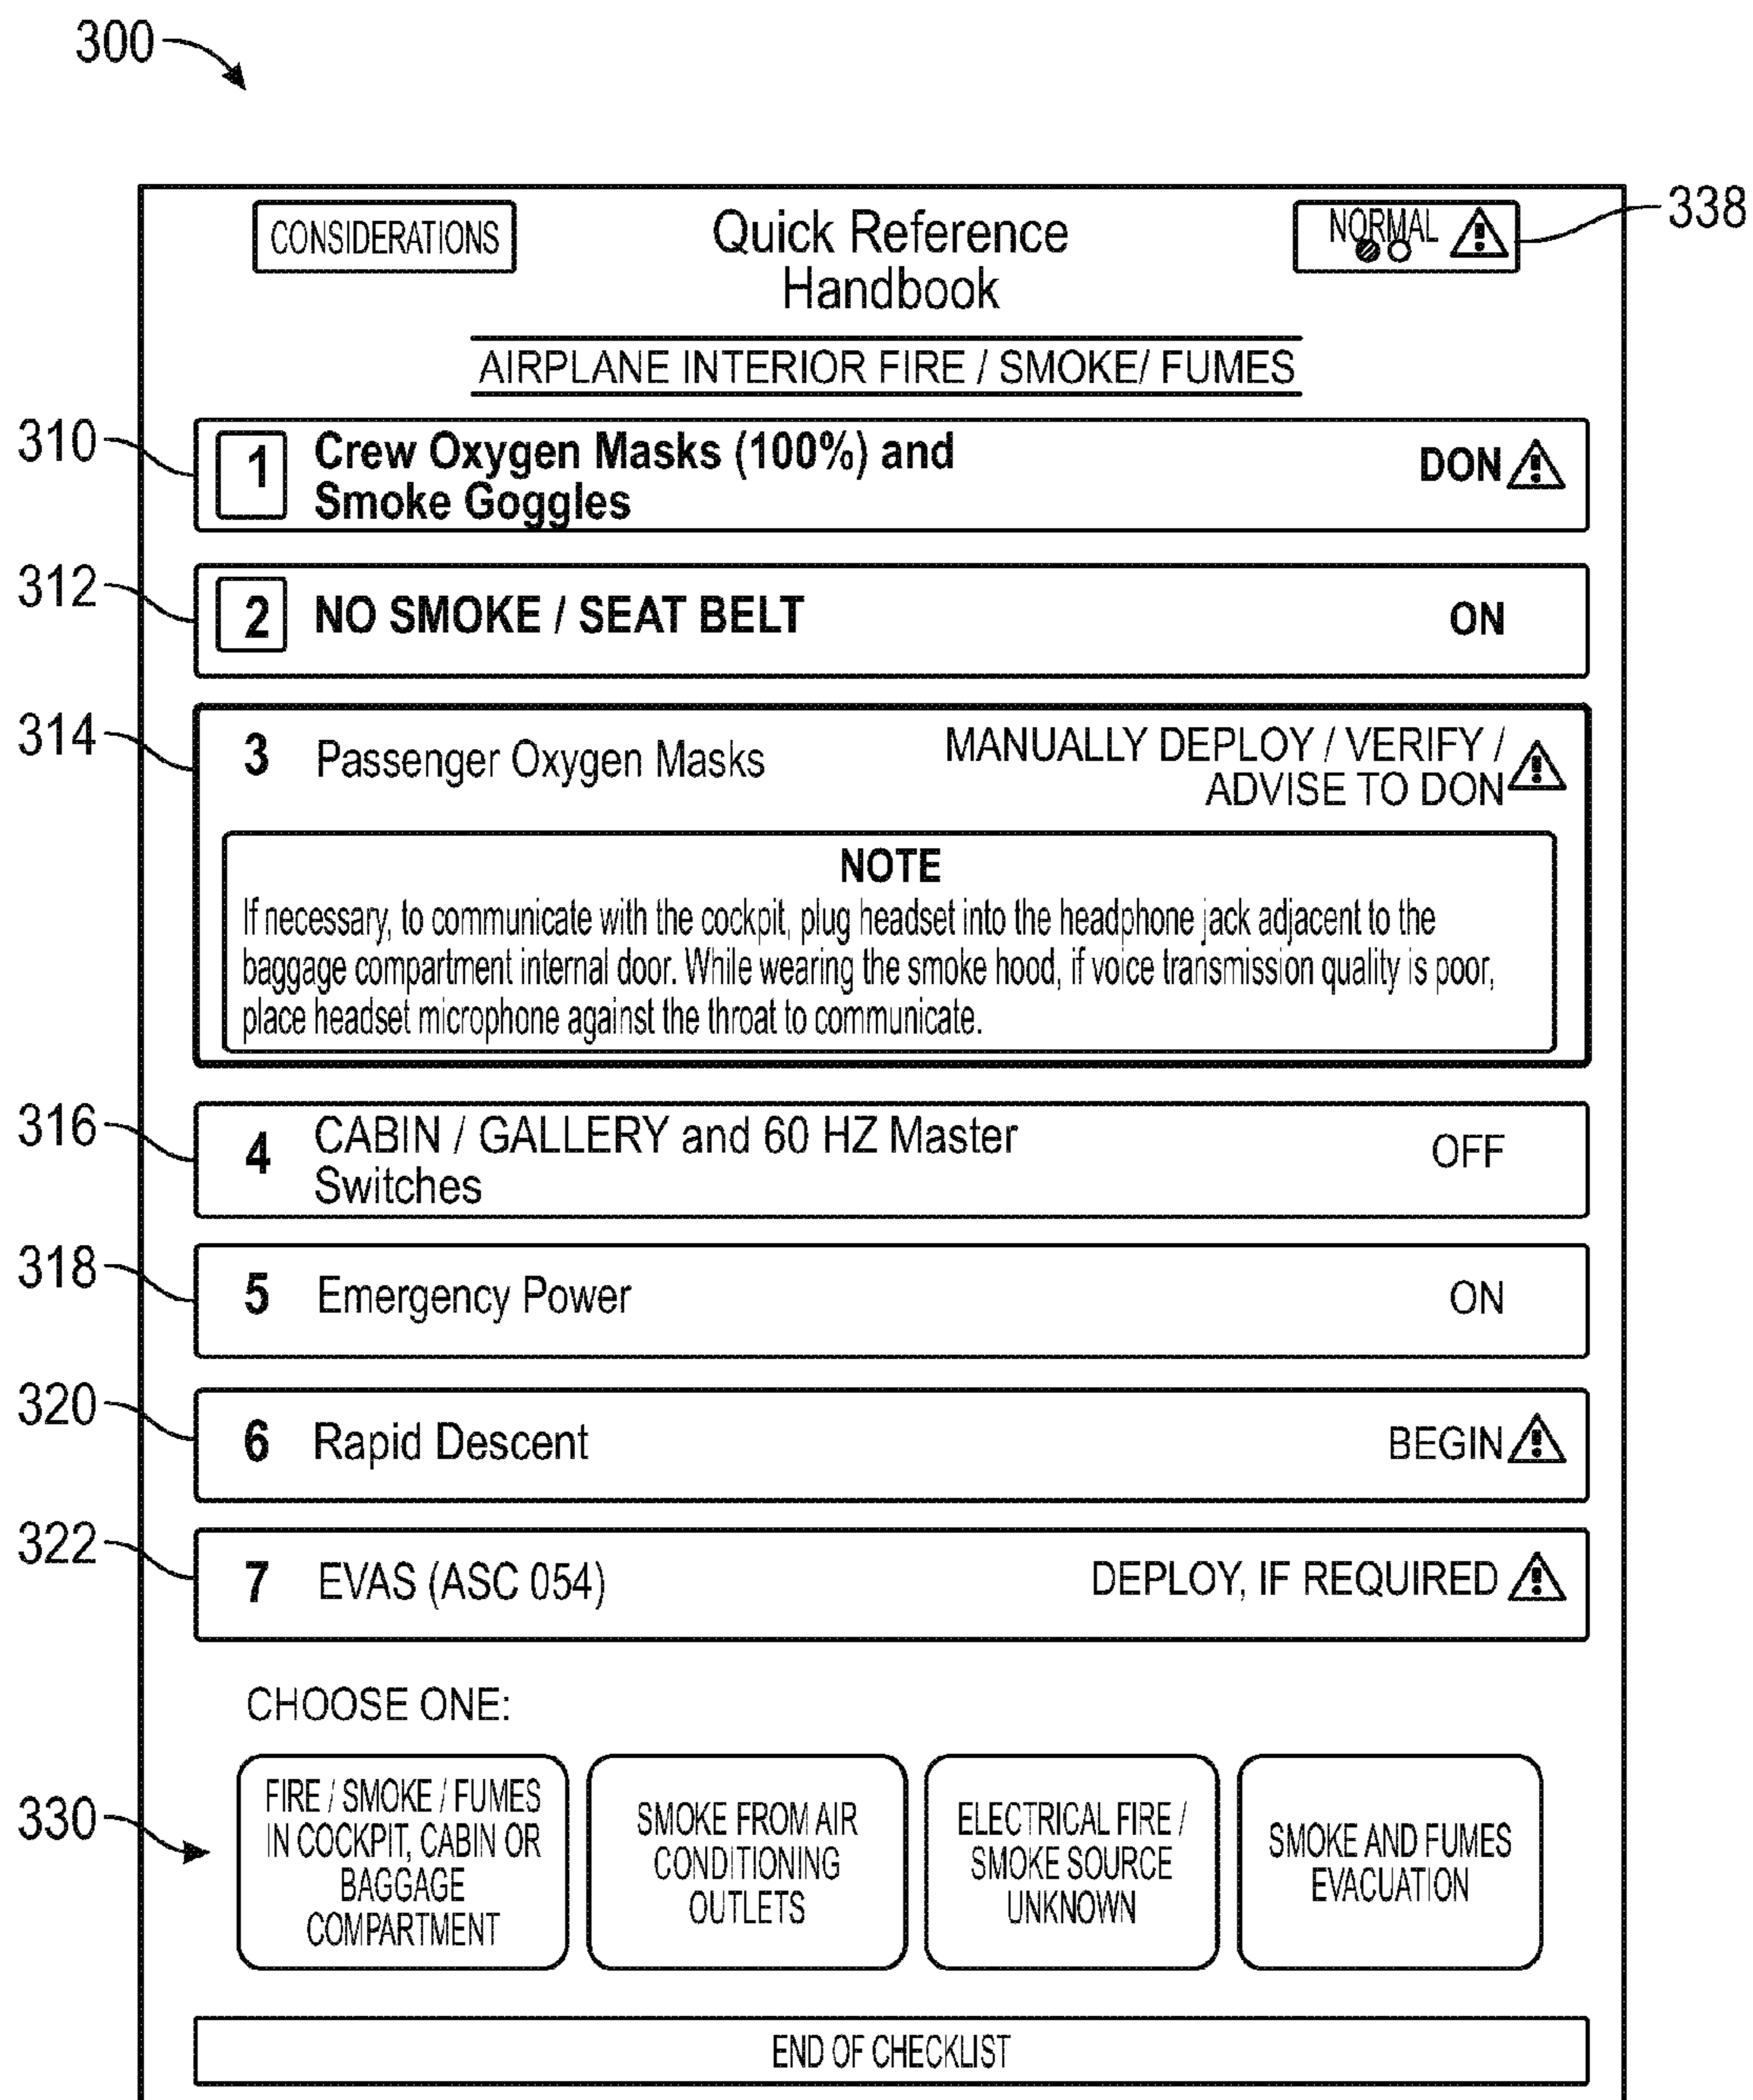 300
CONSIDERATIONS
Quick Reference
Handbook
NORMAL
338
AIRPLANE INTERIOR FIRE / SMOKE/ FUMES
310
1 Crew Oxygen Masks (100%) and
Smoke Goggles
DON
312
2 NO SMOKE / SEAT BELT
ON
314
3 Passenger Oxygen Masks
MANUALLY DEPLOY / VERIFY /
ADVISE TO DON
NOTE
If necessary, to communicate with the cockpit, plug headset into the headphone jack adjacent to the
baggage compartment internal door. While wearing the smoke hood, if voice transmission quality is poor,
place headset microphone against the throat to communicate.
316
4 CABIN / GALLERY and 60 HZ Master
Switches
OFF
318
5 Emergency Power
ON
320
6 Rapid Descent
BEGIN
322
7 EVAS (ASC 054)
DEPLOY, IF REQUIRED
CHOOSE ONE:
330
FIRE / SMOKE / FUMES
IN COCKPIT, CABIN OR
BAGGAGE
COMPARTMENT
SMOKE FROM AIR
CONDITIONING
OUTLETS
ELECTRICAL FIRE /
SMOKE SOURCE
UNKNOWN
SMOKE AND FUMES
EVACUATION
END OF CHECKLIST